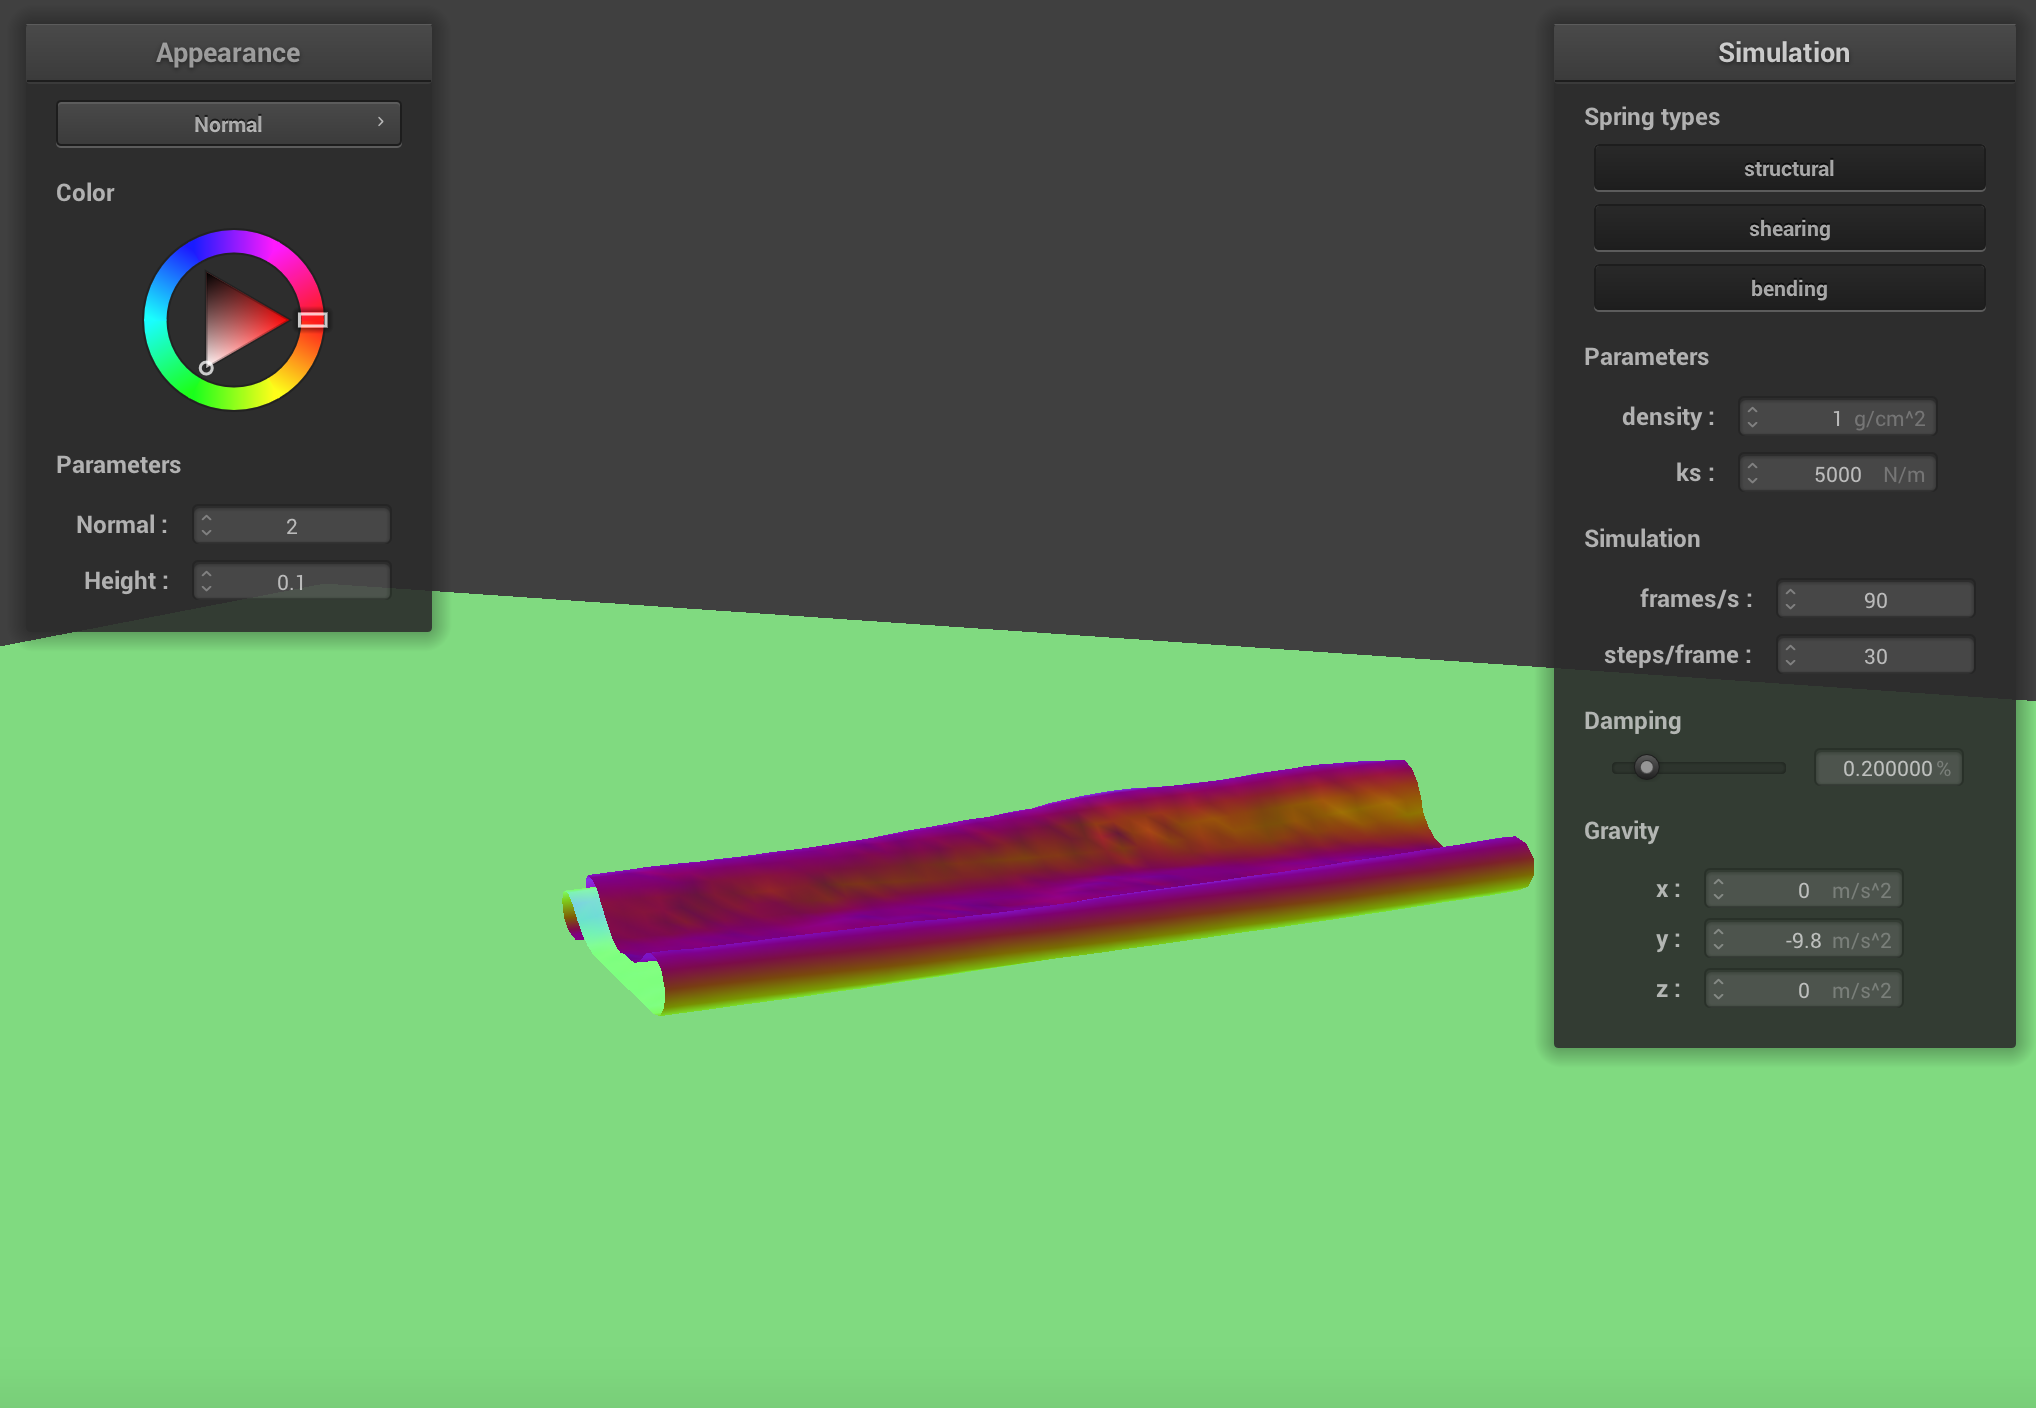 Appearance
Normal
Color
Parameters
Normal : 2
Height : 0.1
Simulation
Spring types
structural
shearing
bending
Parameters
density : 1 g/cm^2
ks : 5000 N/m
Simulation
frames/s : 90
steps/frame : 30
Damping
0.200000 %
Gravity
x : 0 m/s^2
y : -9.8 m/s^2
z : 0 m/s^2